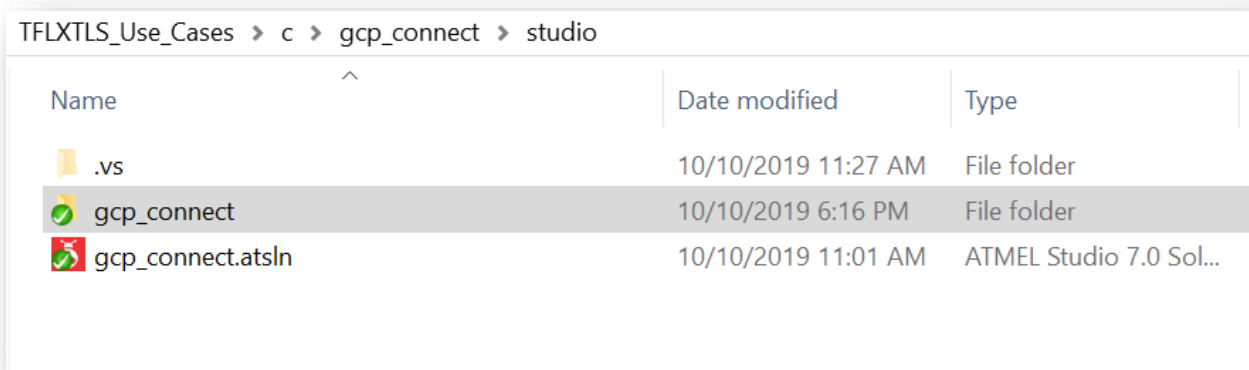 TFLXTLS_Use_Cases > c > gcp_connect > studio
Name Date modified Type
.vs 10/10/2019 11:27 AM File folder
gcp_connect 10/10/2019 6:16 PM File folder
gcp_connect.atsln 10/10/2019 11:01 AM ATMEL Studio 7.0 Sol...